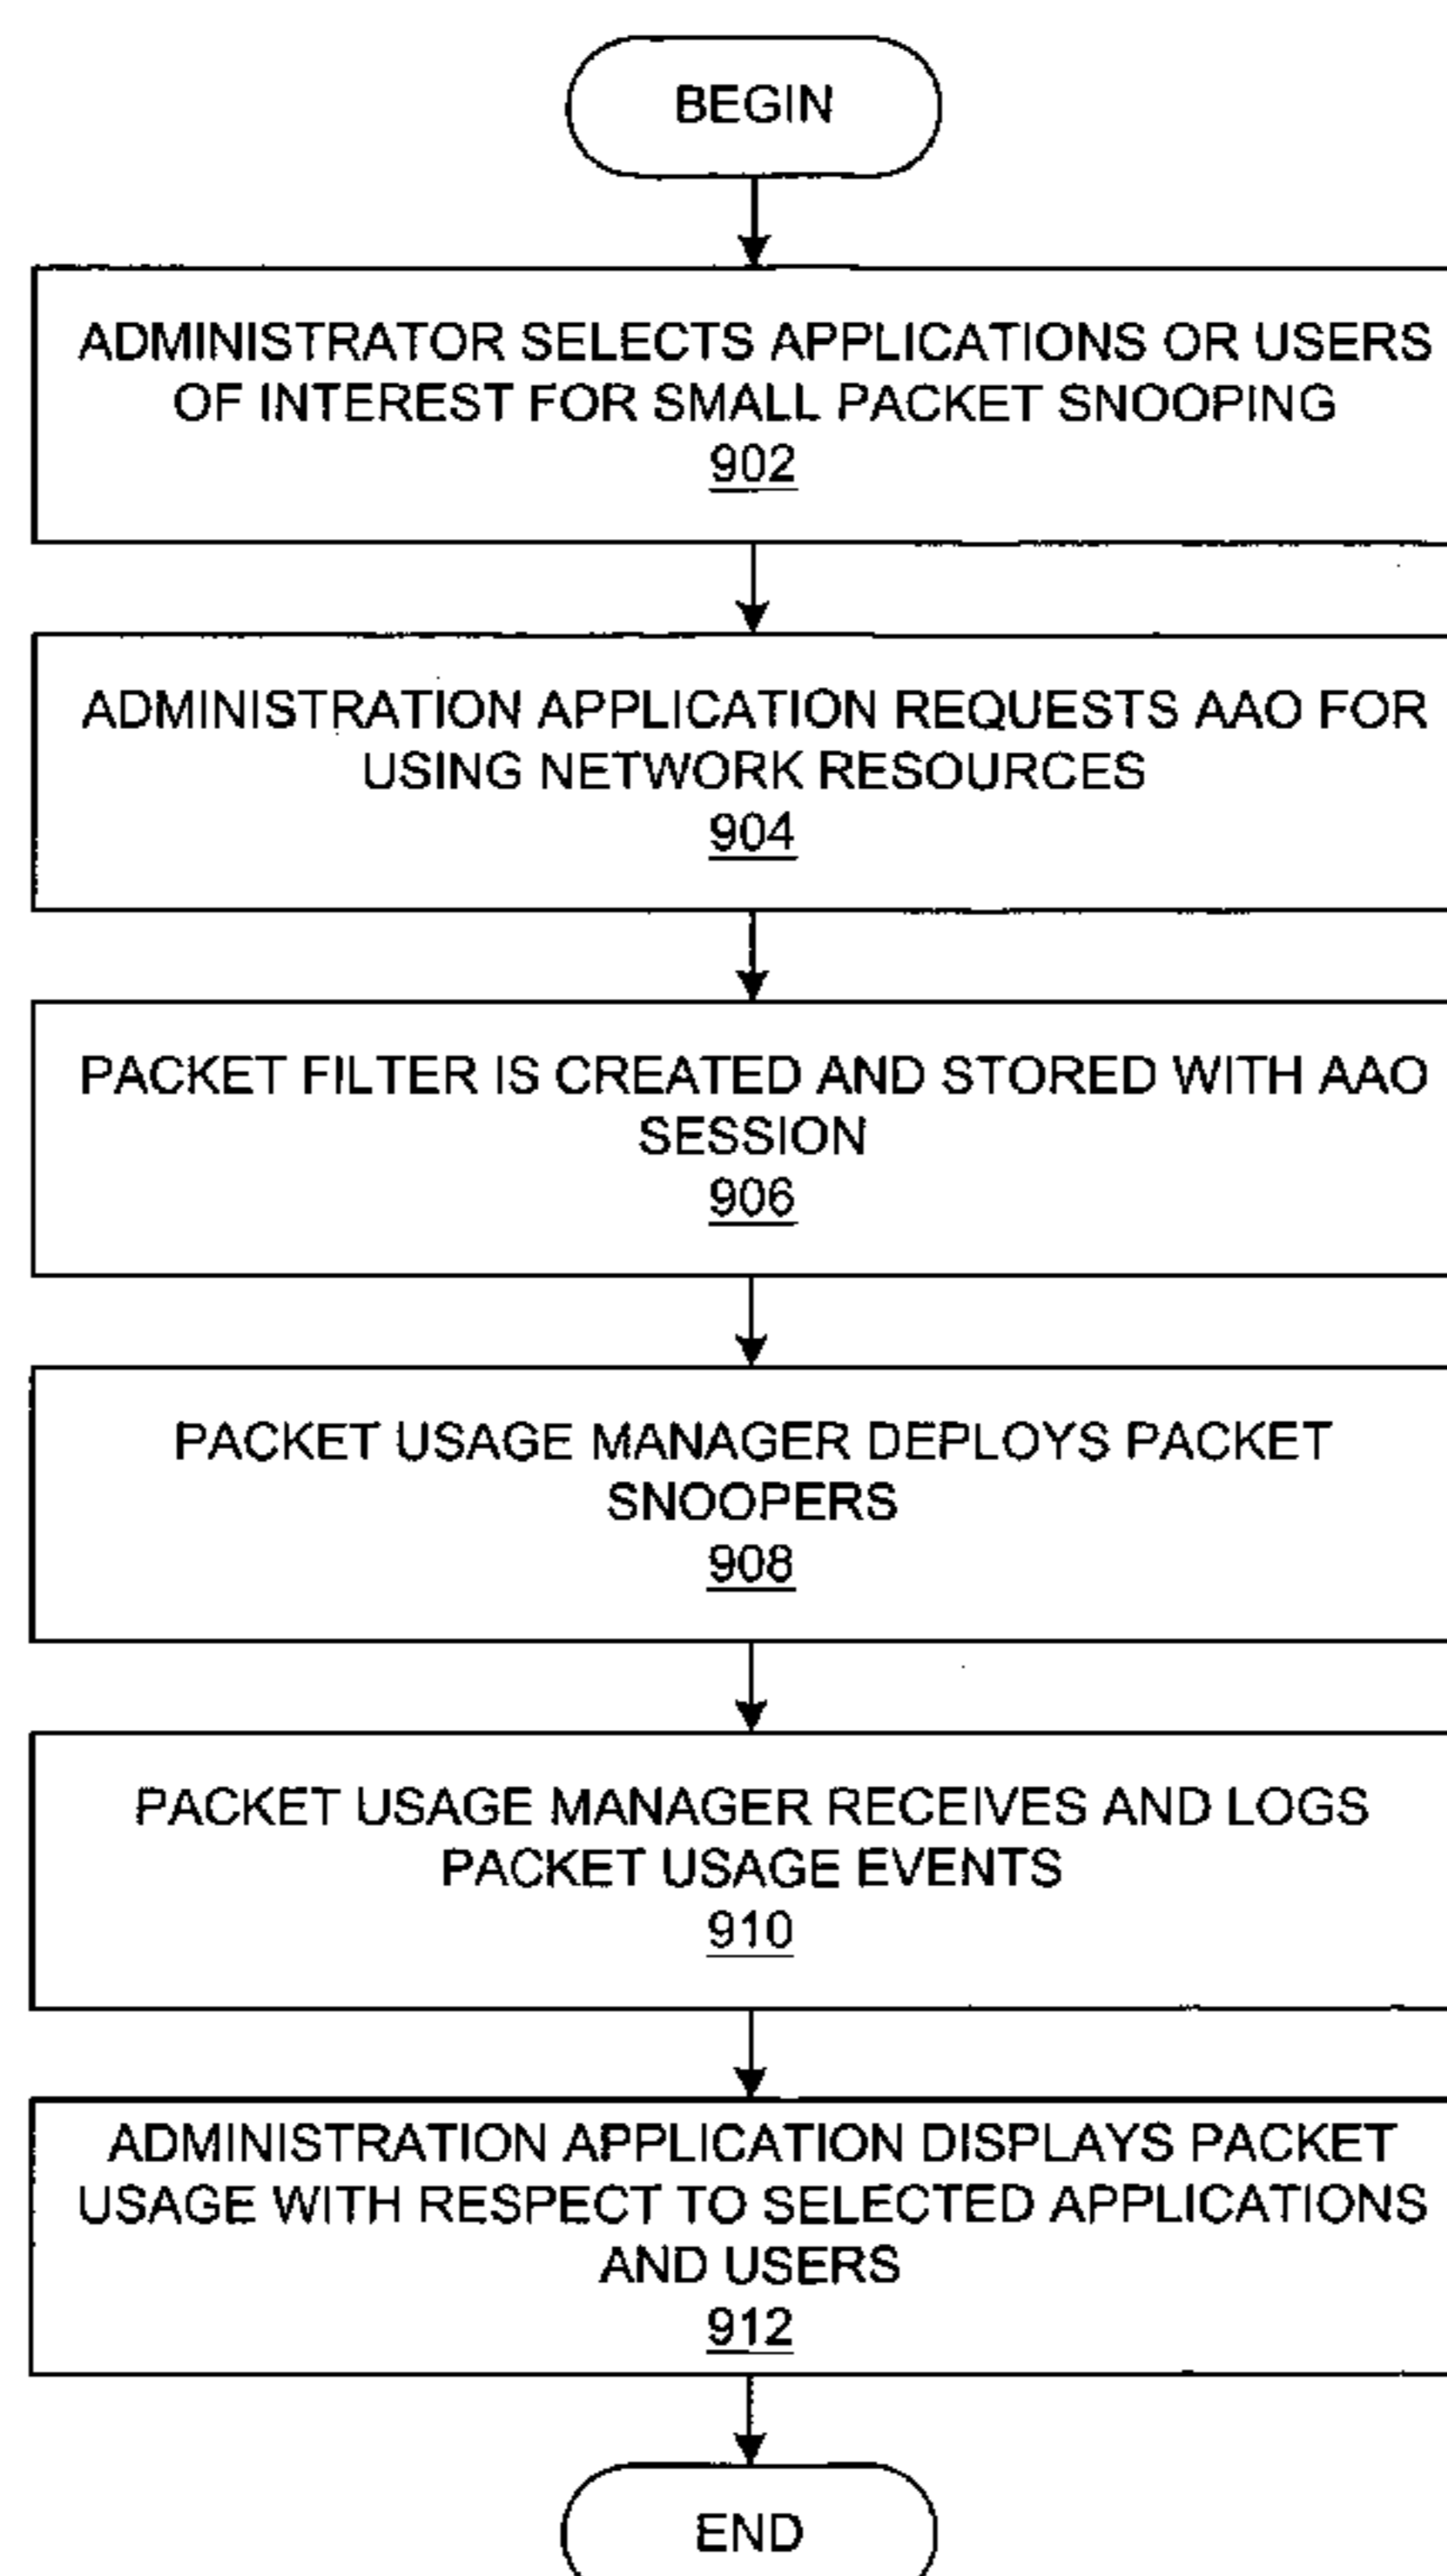 BEGIN
ADMINISTRATOR SELECTS APPLICATIONS OR USERS
OF INTEREST FOR SMALL PACKET SNOOPING
902
ADMINISTRATION APPLICATION REQUESTS AAO FOR
USING NETWORK RESOURCES
904
PACKET FILTER IS CREATED AND STORED WITH AAO
SESSION
906
PACKET USAGE MANAGER DEPLOYS PACKET
SNOOPERS
908
PACKET USAGE MANAGER RECEIVES AND LOGS
PACKET USAGE EVENTS
910
ADMINISTRATION APPLICATION DISPLAYS PACKET
USAGE WITH RESPECT TO SELECTED APPLICATIONS
AND USERS
912
END